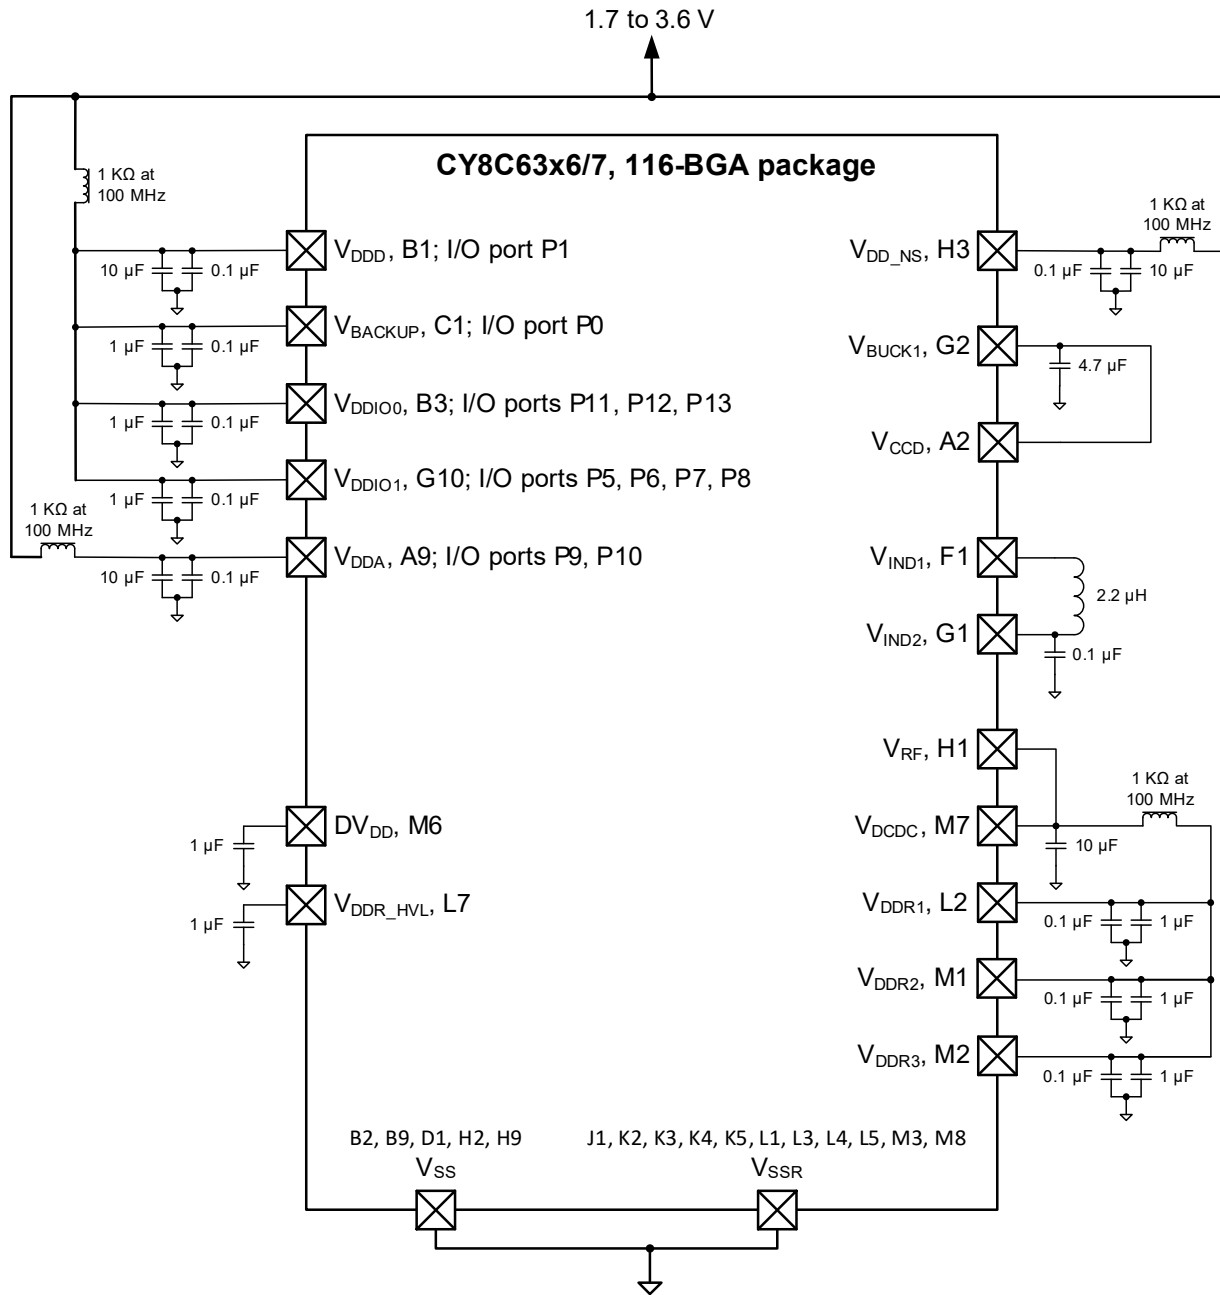 1.7 to 3.6 V
CY8C63x6/7, 116-BGA package
1 KΩ at
100 MHz
VDDD, B1; I/O port P1
10 µF
0.1 µF
VBACKUP, C1; I/O port P0
1 µF
0.1 µF
VDDIO0, B3; I/O ports P11, P12, P13
1 µF
0.1 µF
VDDIO1, G10; I/O ports P5, P6, P7, P8
1 µF
0.1 µF
1 KΩ at
100 MHz
VDDA, A9; I/O ports P9, P10
10 µF
0.1 µF
DVDD, M6
1 µF
VDDR_HVL, L7
1 µF
1 KΩ at
100 MHz
VDD_NS, H3
0.1 µF
10 µF
VBUCK1, G2
4.7 µF
VCCD, A2
VIND1, F1
2.2 µH
VIND2, G1
0.1 µF
VRF, H1
1 KΩ at
100 MHz
VDCDC, M7
10 µF
VDDR1, L2
0.1 µF
1 µF
VDDR2, M1
0.1 µF
1 µF
VDDR3, M2
0.1 µF
1 µF
B2, B9, D1, H2, H9
VSS
J1, K2, K3, K4, K5, L1, L3, L4, L5, M3, M8
VSSR